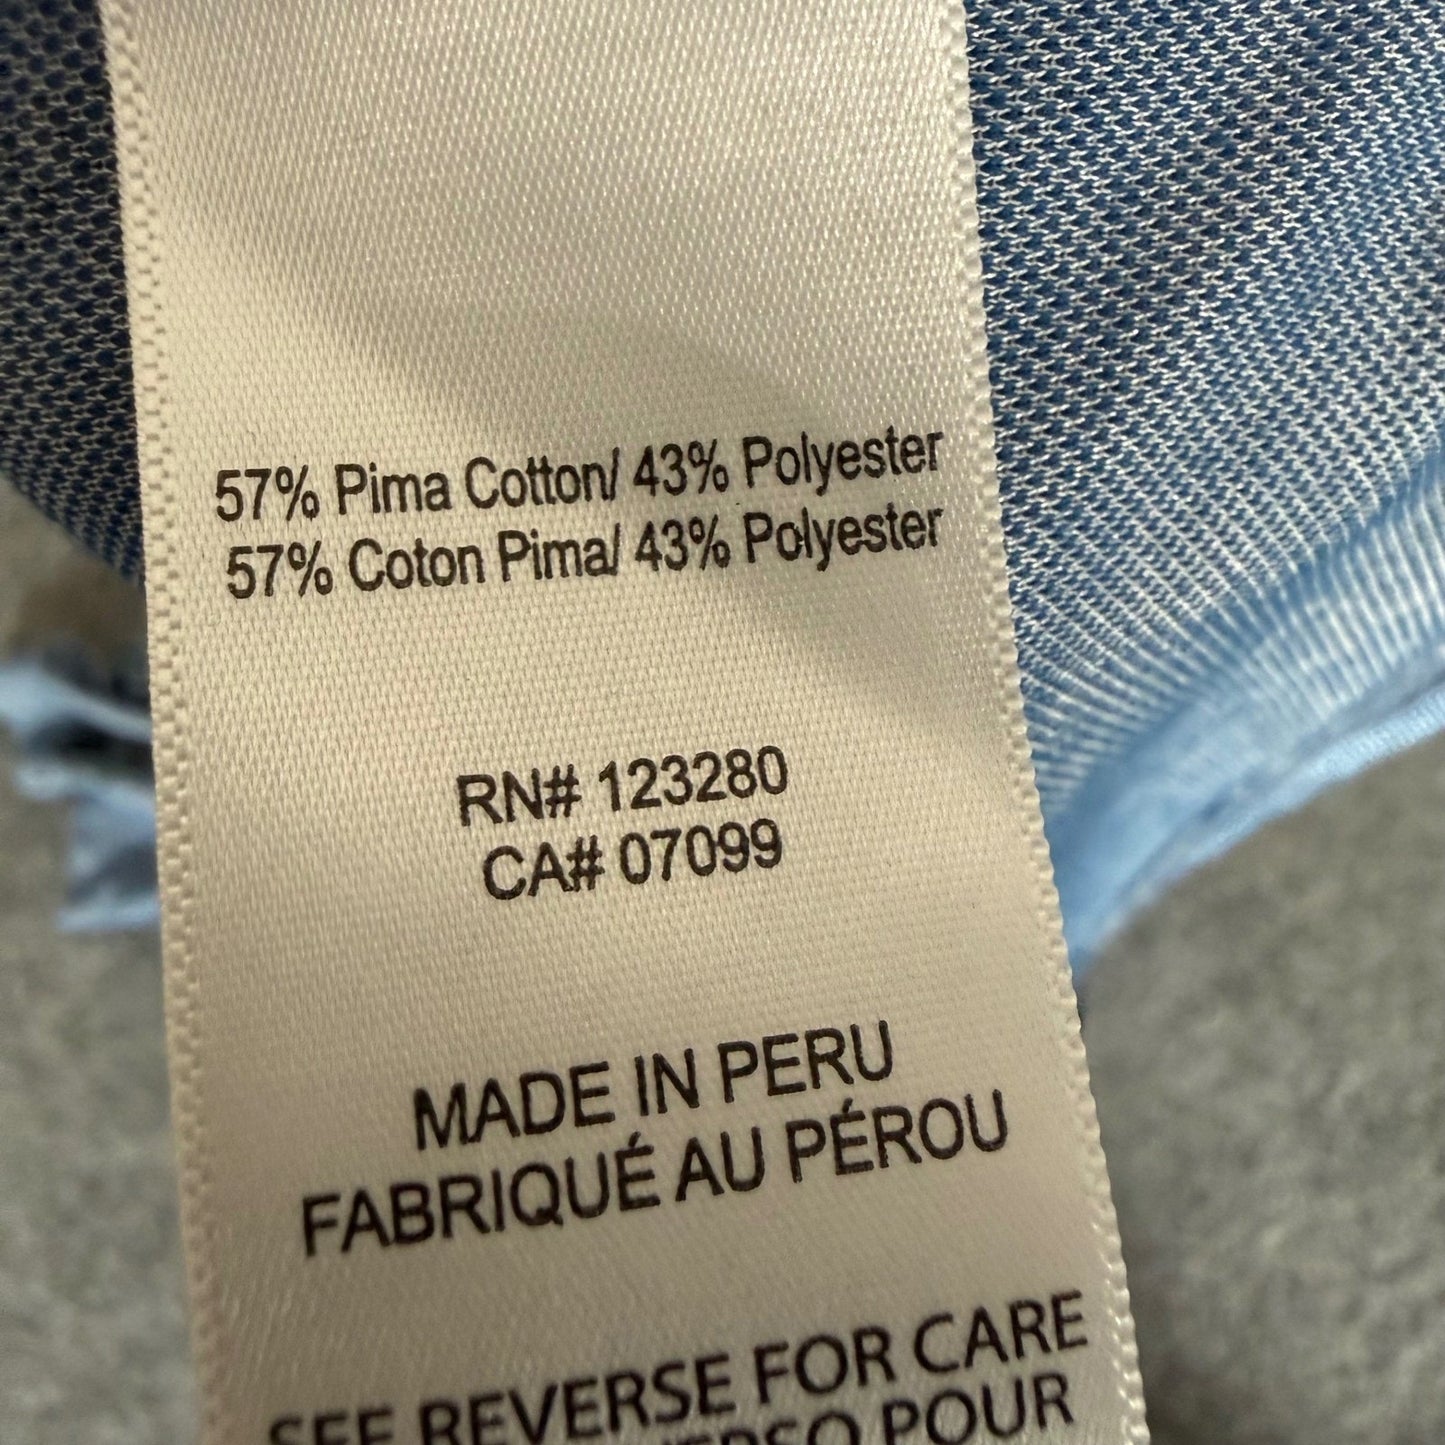 57% Pima Cotton/ 43% Polyester
57% Coton Pima/ 43% Polyester
RN# 123280
CA# 07099
MADE IN PERU
FABRIQUÉ AU PÉROU
SEE REVERSE FOR CARE
POUR